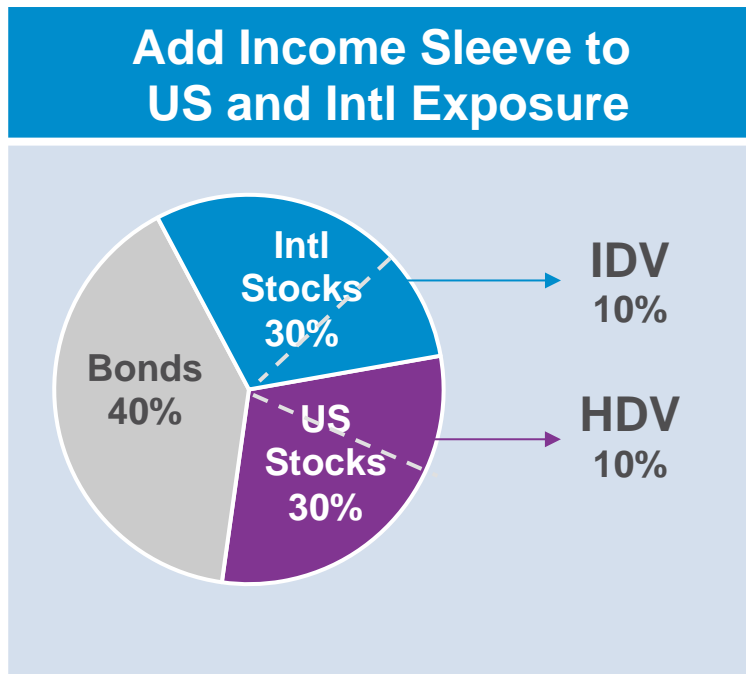 Add Income Sleeve to
US and Intl Exposure
Intl
Stocks
30%
IDV
10%
Bonds
40%
US
Stocks
30%
HDV
10%